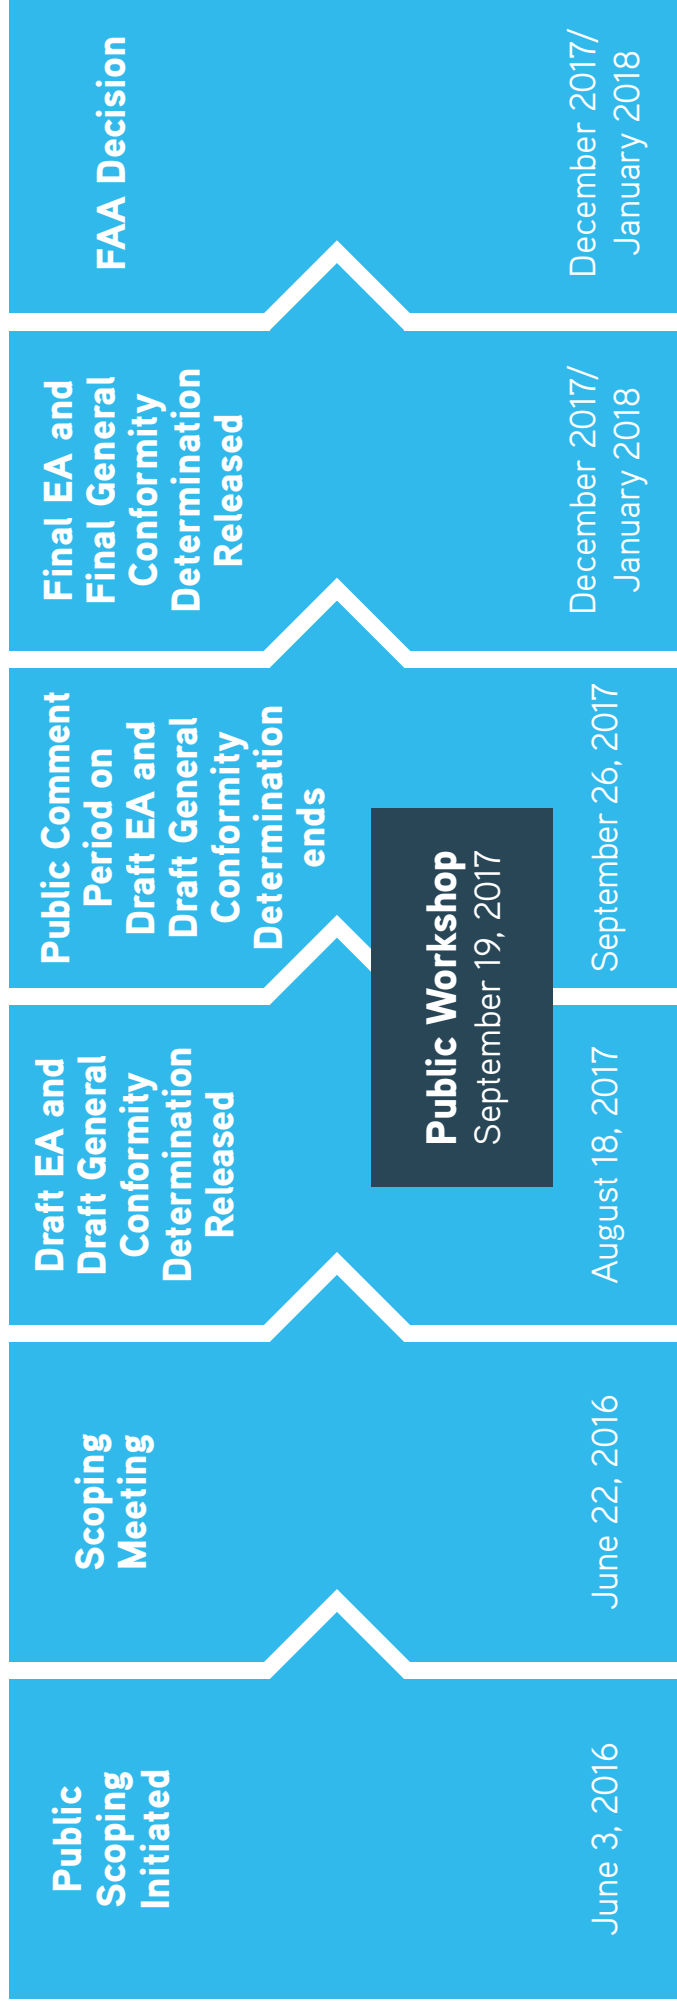 Public
Scoping
Initiated
June 3, 2016
Scoping
Meeting
June 22, 2016
Draft EA and
Draft General
Conformity
Determination
Released
August 18, 2017
Public Workshop
September 19, 2017
Public Comment
Period on
Draft EA and
Draft General
Conformity
Determination
ends
September 26, 2017
Final EA and
Final General
Conformity
Determination
Released
December 2017/
January 2018
FAA Decision
December 2017/
January 2018